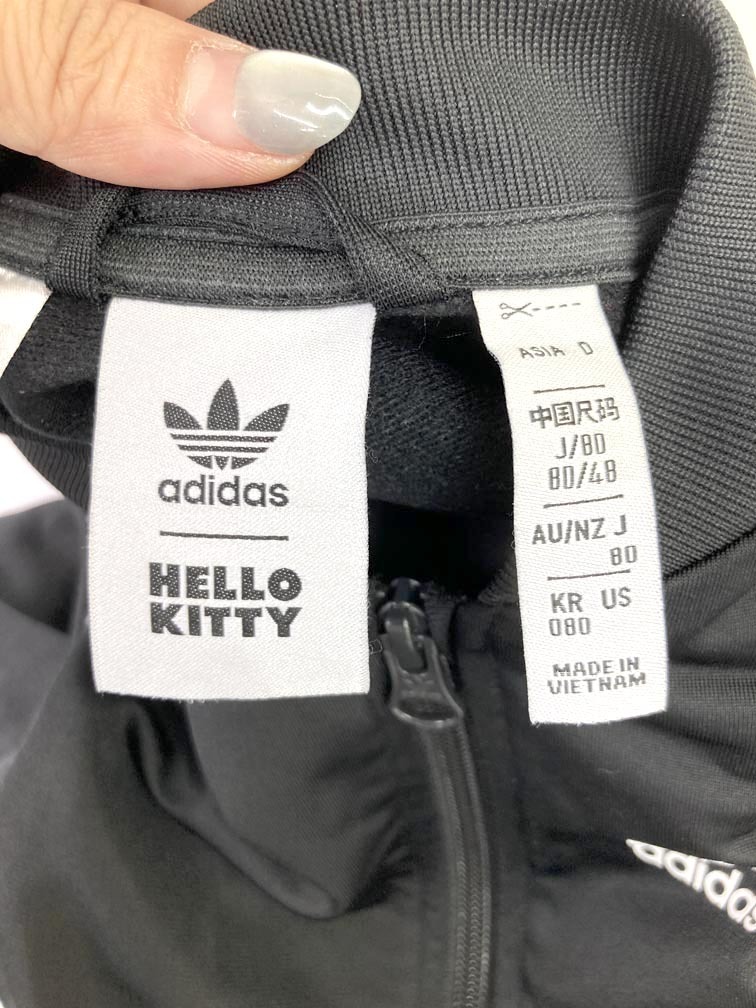 adidas
HELLO
KITTY
ASIA D
中国尺码
J/80
80/48
AU/NZ J
80
KR US
080
MADE IN
VIETNAM
adidas